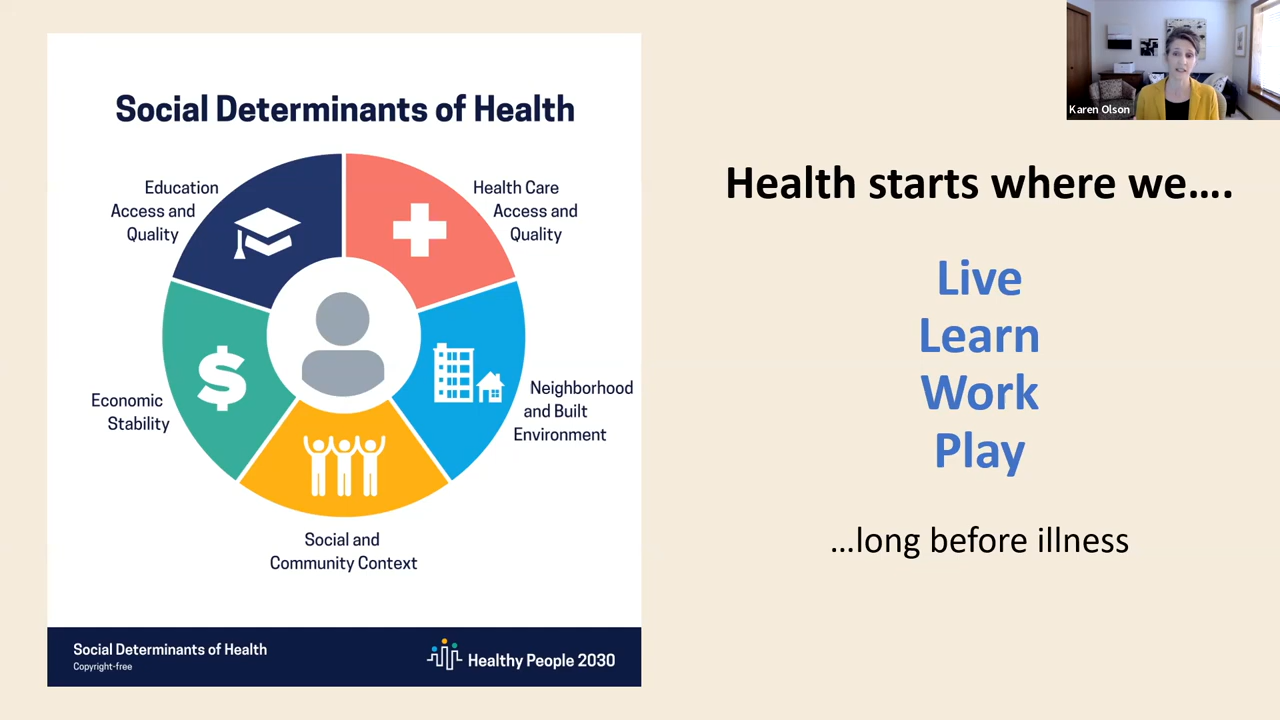 Social Determinants of Health
Education
Access and
Quality
Health Care
Access and
Quality
Economic
Stability
$
Neighborhood
and Built
Environment
Social and
Community Context
Social Determinants of Health
Copyright-free
Healthy People 2030
Karen Olson
Health starts where we....
Live
Learn
Work
Play
...long before illness